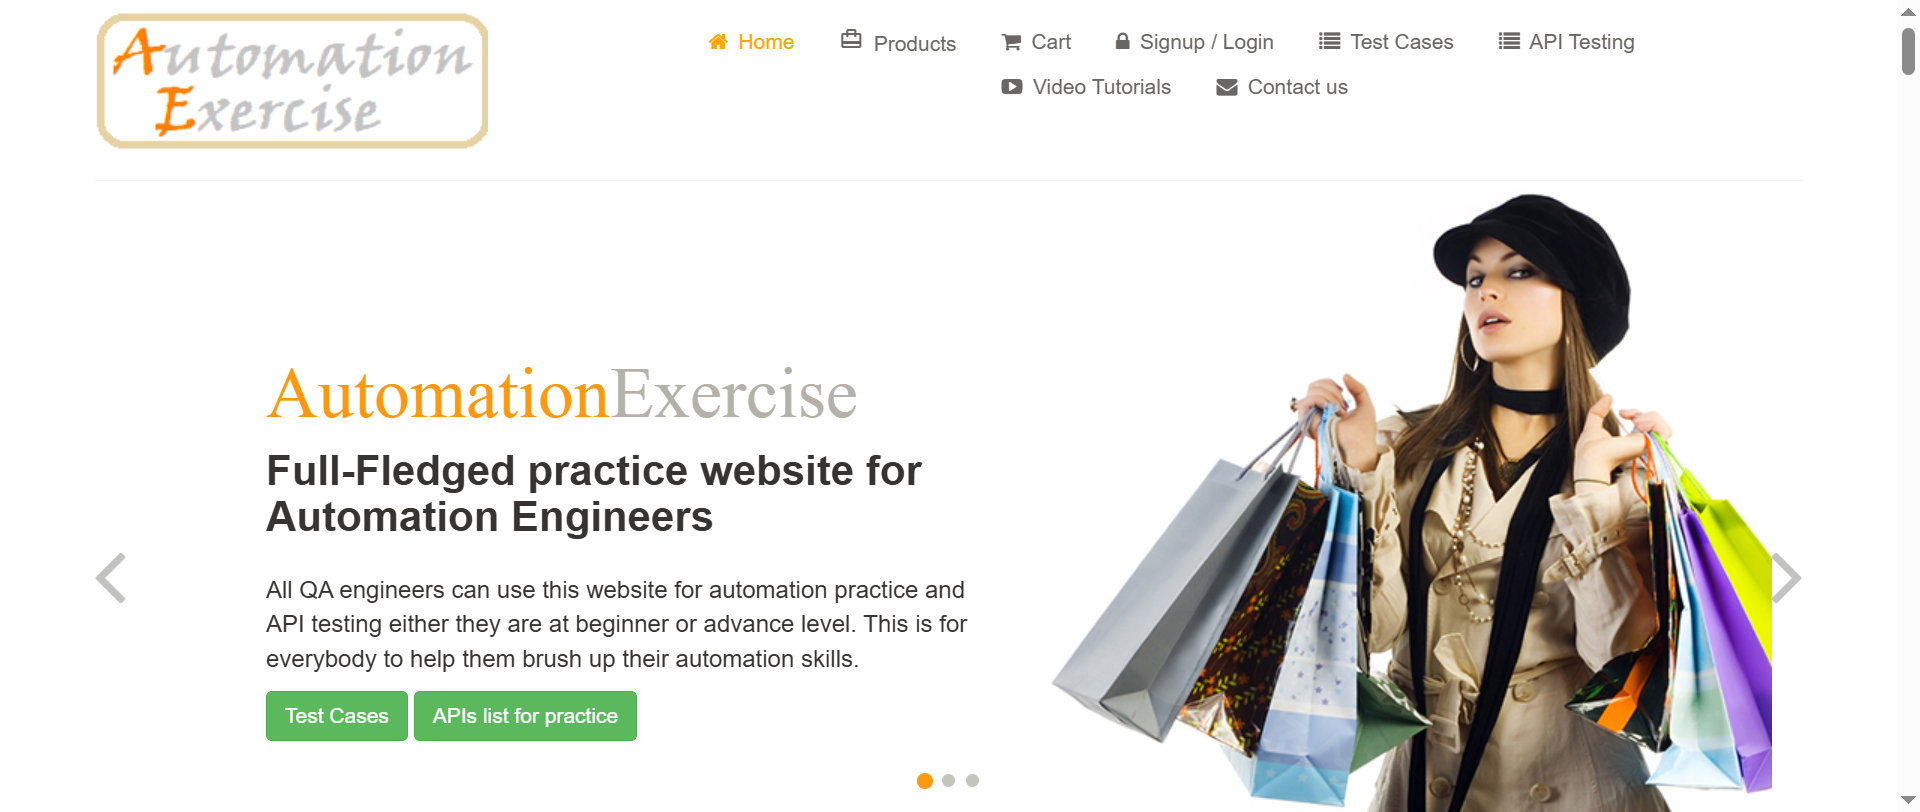 Automation
Exercise
Home
Products
Cart
Signup / Login
Test Cases
API Testing
Video Tutorials
Contact us
AutomationExercise
Full-Fledged practice website for
Automation Engineers
All QA engineers can use this website for automation practice and
API testing either they are at beginner or advance level. This is for
everybody to help them brush up their automation skills.
Test Cases
APIs list for practice